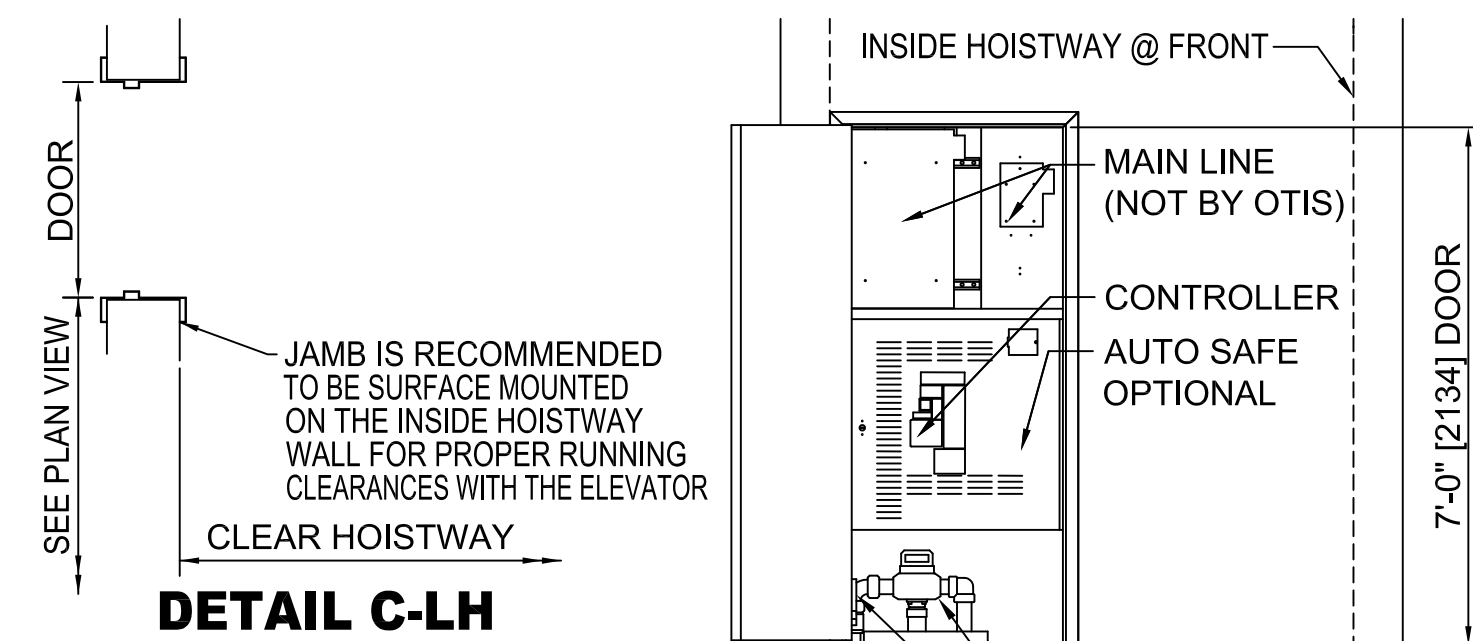 DOOR
SEE PLAN VIEW
JAMB IS RECOMMENDED
TO BE SURFACE MOUNTED
ON THE INSIDE HOISTWAY
WALL FOR PROPER RUNNING
CLEARANCES WITH THE ELEVATOR
CLEAR HOISTWAY
DETAIL C-LH
INSIDE HOISTWAY @ FRONT
MAIN LINE
(NOT BY OTIS)
CONTROLLER
AUTO SAFE
OPTIONAL
7'-0" [2134] DOOR